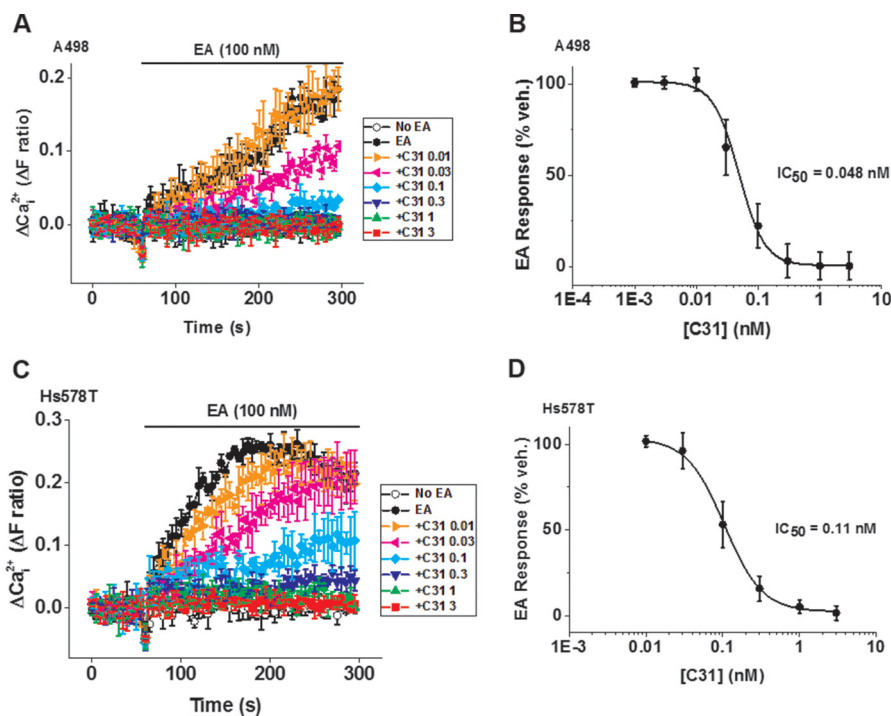 A
A498
EA (100 nM)
0.2
0.1
0.0
ΔCa²⁺ᵢ (ΔF ratio)
0 100 200 300
Time (s)
No EA
EA
+C31 0.01
+C31 0.03
+C31 0.1
+C31 0.3
+C31 1
+C31 3
B
A498
100
50
0
EA Response (% veh.)
IC₅₀ = 0.048 nM
1E-4 1E-3 0.01 0.1 1 10
[C31] (nM)
C
Hs578T
EA (100 nM)
0.3
0.2
0.1
0.0
ΔCa²⁺ᵢ (ΔF ratio)
0 100 200 300
Time (s)
No EA
EA
+C31 0.01
+C31 0.03
+C31 0.1
+C31 0.3
+C31 1
+C31 3
D
Hs578T
100
50
0
EA Response (% veh.)
IC₅₀ = 0.11 nM
1E-3 0.01 0.1 1 10
[C31] (nM)